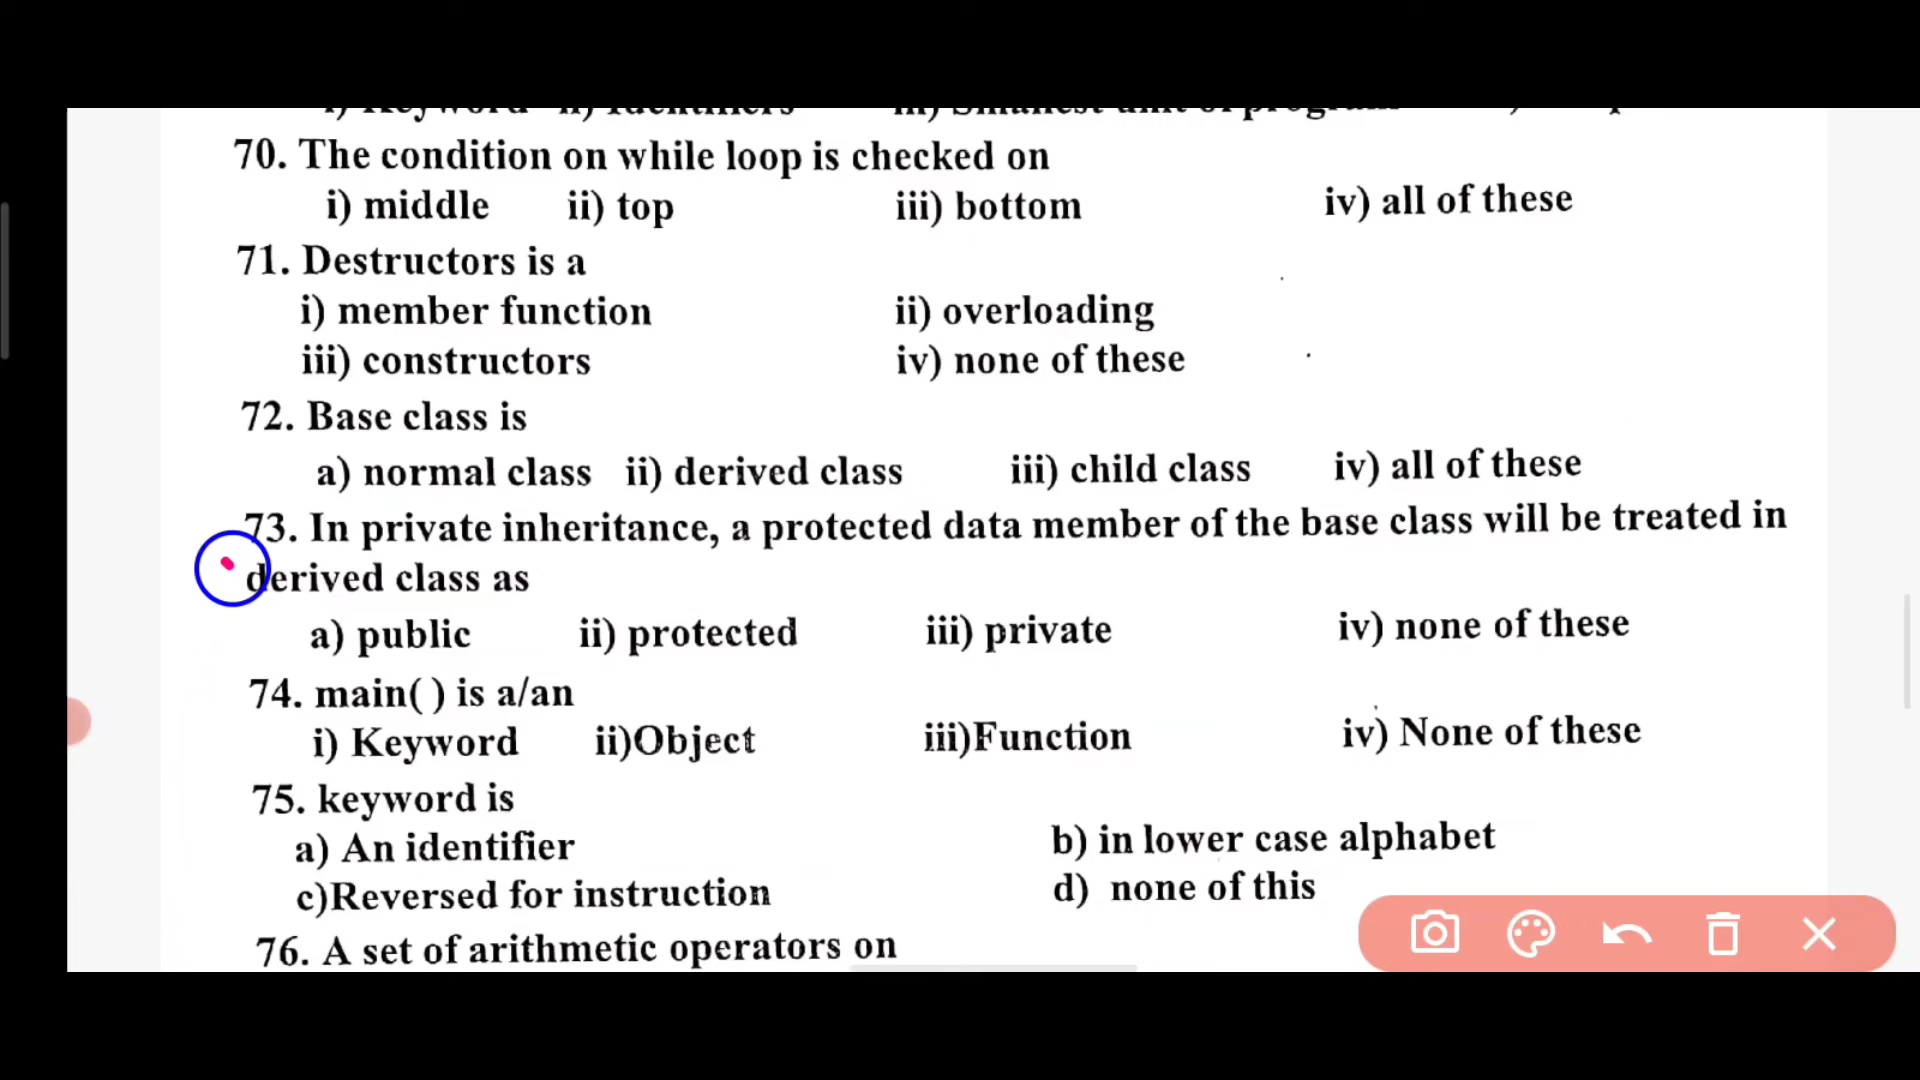 70. The condition on while loop is checked on
i) middle ii) top iii) bottom iv) all of these
71. Destructors is a
i) member function ii) overloading
iii) constructors iv) none of these
72. Base class is
a) normal class ii) derived class iii) child class iv) all of these
73. In private inheritance, a protected data member of the base class will be treated in
derived class as
a) public ii) protected iii) private iv) none of these
74. main( ) is a/an
i) Keyword ii)Object iii)Function iv) None of these
75. keyword is
a) An identifier b) in lower case alphabet
c)Reversed for instruction d) none of this
76. A set of arithmetic operators on